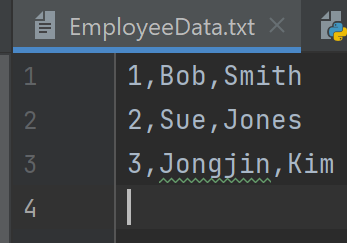 EmployeeData.txt
1 1,Bob,Smith
2 2,Sue,Jones
3 3,Jongjin,Kim
4